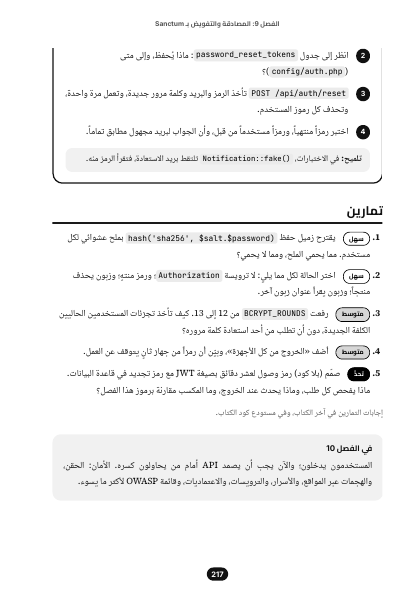 الفصل 9: المصادقة والتفويض بـ Sanctum
2 انظر إلى جدول password_reset_tokens: ماذا يُحفظ، وإلى متى
(config/auth.php)؟
3 POST /api/auth/reset تأخذ الرمز والبريد وكلمة مرور جديدة، وتعمل مرة واحدة،
وتحذف كل رموز المستخدم.
4 اختبر رمزاً منتهياً، ورمزاً مستخدماً من قبل، وأن الجواب لبريد مجهول مطابق تماماً.
تلميح: في الاختبارات، Notification::fake() تلتقط بريد الاستعادة، فتقرأ الرمز منه.
تمارين
1. سهل يقترح زميل حفظ hash('sha256', $salt.$password) بملح عشوائي لكل
مستخدم. مما يحمي الملح، ومما لا يحمي؟
2. سهل اختر الحالة لكل مما يلي: لا ترويسة Authorization؛ ورمز منتهٍ؛ وزبون يحذف
منتجاً؛ وزبون يقرأ عنوان زبون آخر.
3. متوسط رفعت BCRYPT_ROUNDS من 12 إلى 13. كيف تأخذ تجزئات المستخدمين الحاليين
الكلفة الجديدة، دون أن تطلب من أحد استعادة كلمة مروره؟
4. متوسط أضف «الخروج من كل الأجهزة»، وبيّن أن رمزاً من جهاز ثانٍ يتوقف عن العمل.
5. تحدٍّ صمّم (بلا كود) رمز وصول لعشر دقائق بصيغة JWT مع رمز تجديد في قاعدة البيانات.
ماذا يفحص كل طلب، وماذا يحدث عند الخروج، وما المكسب مقارنة برموز هذا الفصل؟
إجابات التمارين في آخر الكتاب، وفي مستودع كود الكتاب.
في الفصل 10
المستخدمون يدخلون؛ والآن يجب أن يصمد API أمام من يحاولون كسره. الأمان: الحقن،
والهجمات عبر المواقع، والأسرار، والترويسات، والاعتماديات، وقائمة OWASP لأكثر ما يسوء.
217